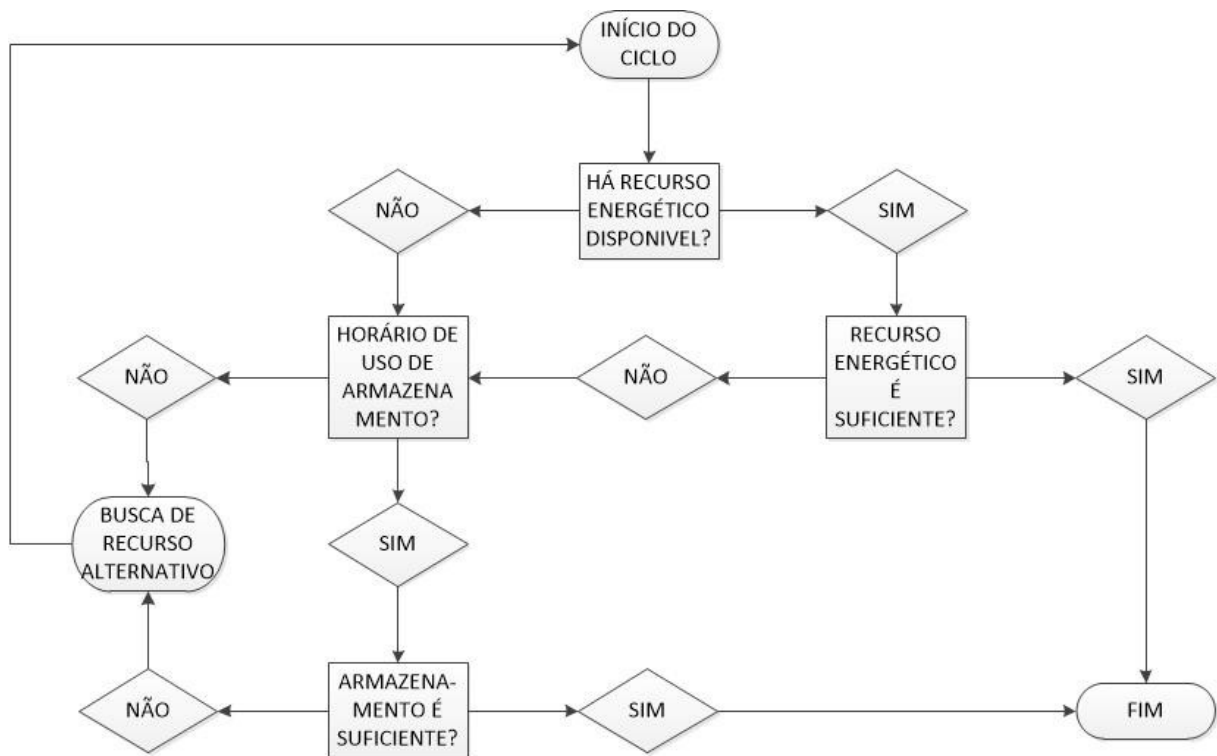 INÍCIO DO
CICLO
HÁ RECURSO
ENERGÉTICO
DISPONIVEL?
NÃO
SIM
HORÁRIO DE
USO DE
ARMAZENA
MENTO?
RECURSO
ENERGÉTICO
É
SUFICIENTE?
NÃO
NÃO
SIM
BUSCA DE
RECURSO
ALTERNATIVO
SIM
NÃO
ARMAZENA-
MENTO É
SUFICIENTE?
SIM
FIM